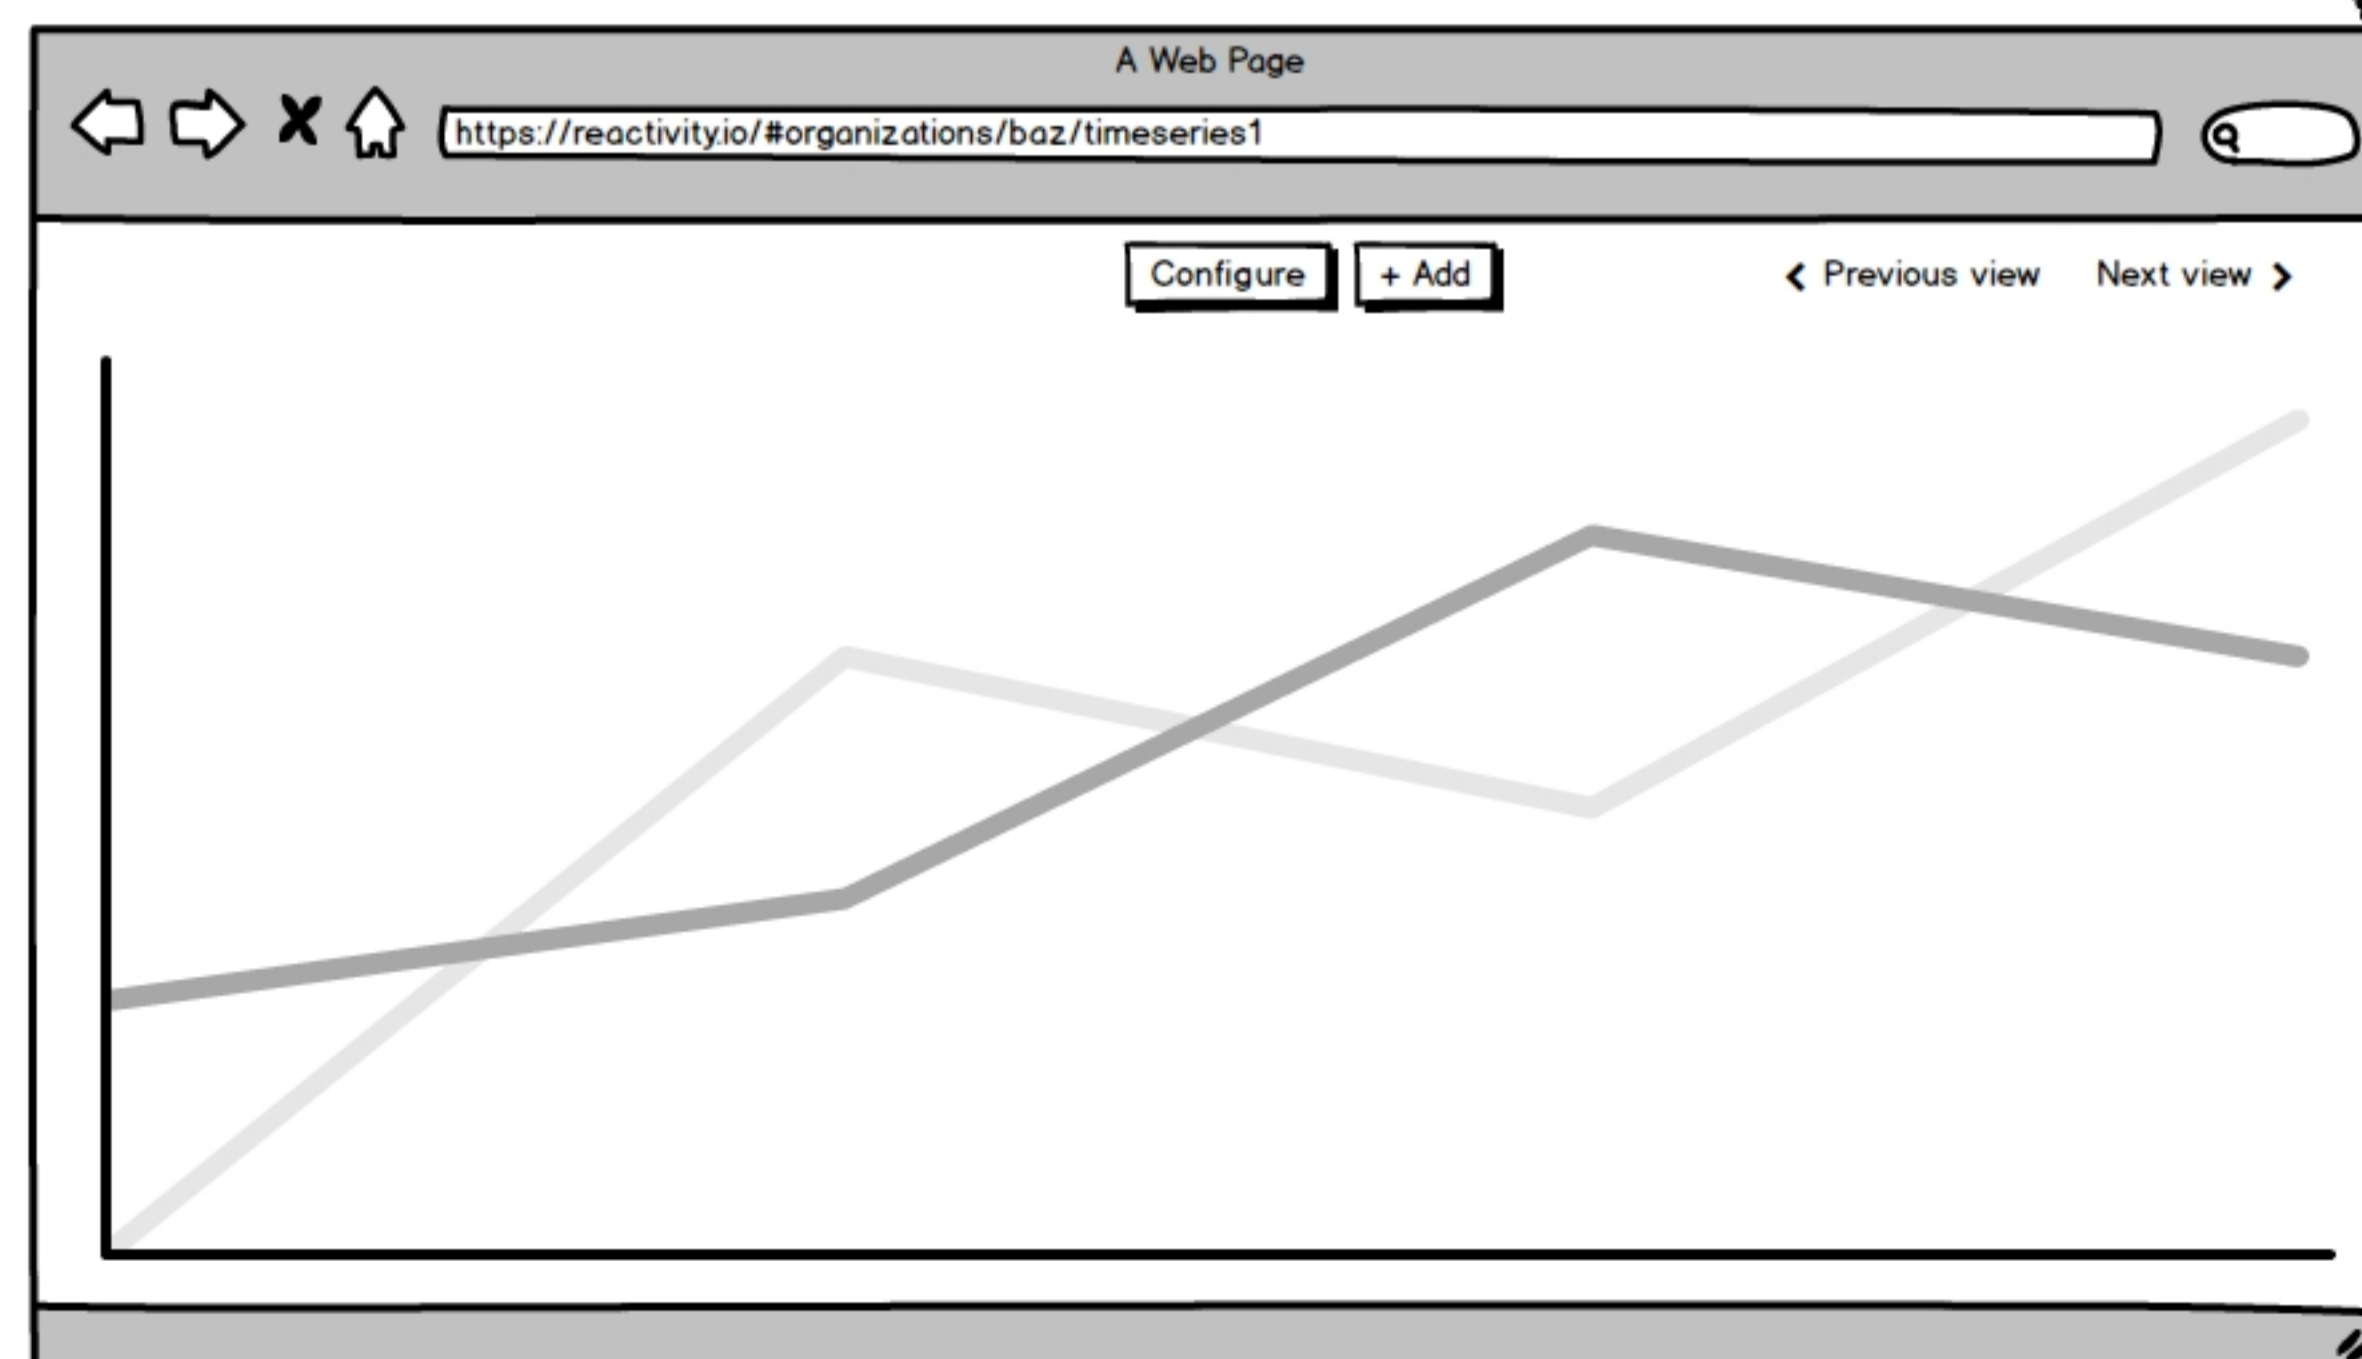 A Web Page
https://reactivity.io/#organizations/baz/timeseries1
Configure + Add Previous view Next view